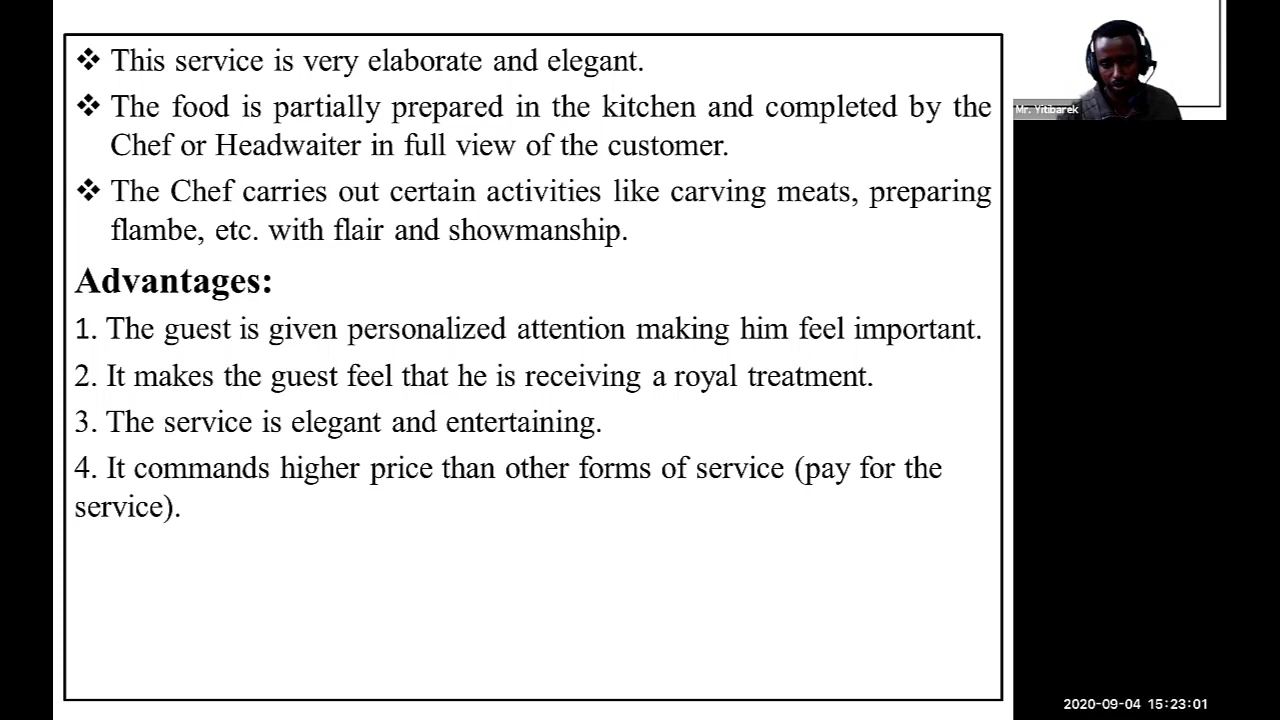 ❖ This service is very elaborate and elegant.
❖ The food is partially prepared in the kitchen and completed by the
Chef or Headwaiter in full view of the customer.
❖ The Chef carries out certain activities like carving meats, preparing
flambe, etc. with flair and showmanship.
Advantages:
1. The guest is given personalized attention making him feel important.
2. It makes the guest feel that he is receiving a royal treatment.
3. The service is elegant and entertaining.
4. It commands higher price than other forms of service (pay for the
service).
Mr. Yitibarek
2020-09-04 15:23:01